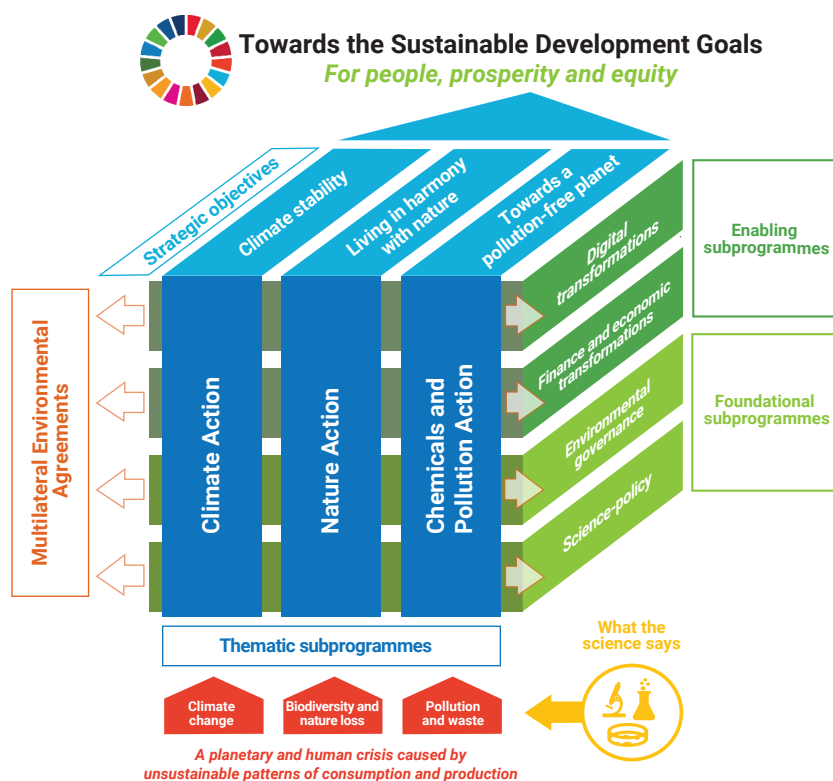 Towards the Sustainable Development Goals
For people, prosperity and equity
Strategic objectives
Climate stability
Living in harmony
with nature
Towards a
pollution-free planet
Digital
transformations
Finance and economic
transformations
Environmental
governance
Science-policy
Enabling
subprogrammes
Foundational
subprogrammes
Multilateral Environmental
Agreements
Climate Action
Nature Action
Chemicals and
Pollution Action
Thematic subprogrammes
What the
science says
Climate
change
Biodiversity and
nature loss
Pollution
and waste
A planetary and human crisis caused by
unsustainable patterns of consumption and production